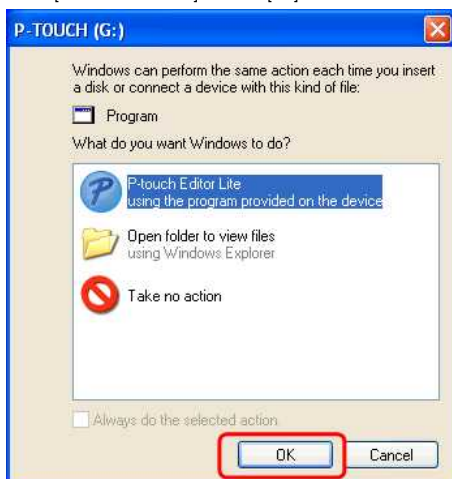 P-TOUCH (G:)
Windows can perform the same action each time you insert
a disk or connect a device with this kind of file:
Program
What do you want Windows to do?
P-touch Editor Lite
using the program provided on the device
Open folder to view files
using Windows Explorer
Take no action
Always do the selected action.
OK
Cancel